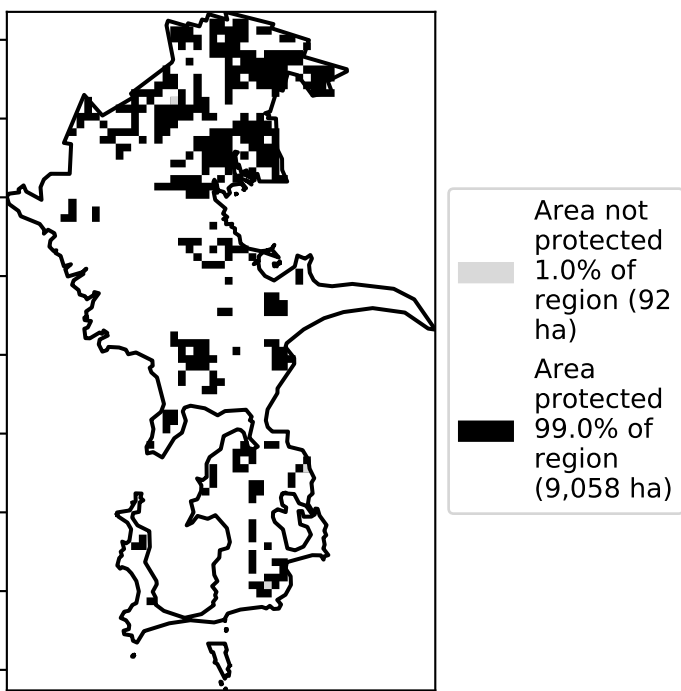 Area not
protected
1.0% of
region (92
ha)
Area
protected
99.0% of
region
(9,058 ha)